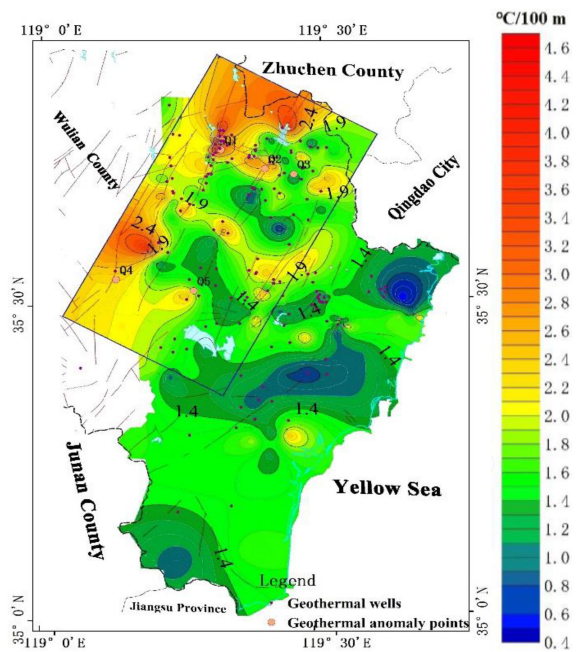 °C/100 m
119° 0'E
119° 30'E
Zhuchen County
Wulian County
Qingdao City
2.4
1.9
Q1
Q2
Q3
1.9
1.9
2.4
1.9
Q4
Q5
1.9
1.4
1.4
1.4
1.4
1.4
1.4
35° 30'N
35° 30'N
Junan County
Yellow Sea
1.4
Jiangsu Province
Legend
Geothermal wells
Geothermal anomaly points
35° 0'N
35° 0'N
119° 0'E
119° 30'E
4.6
4.4
4.2
4.0
3.8
3.6
3.4
3.2
3.0
2.8
2.6
2.4
2.2
2.0
1.8
1.6
1.4
1.2
1.0
0.8
0.6
0.4